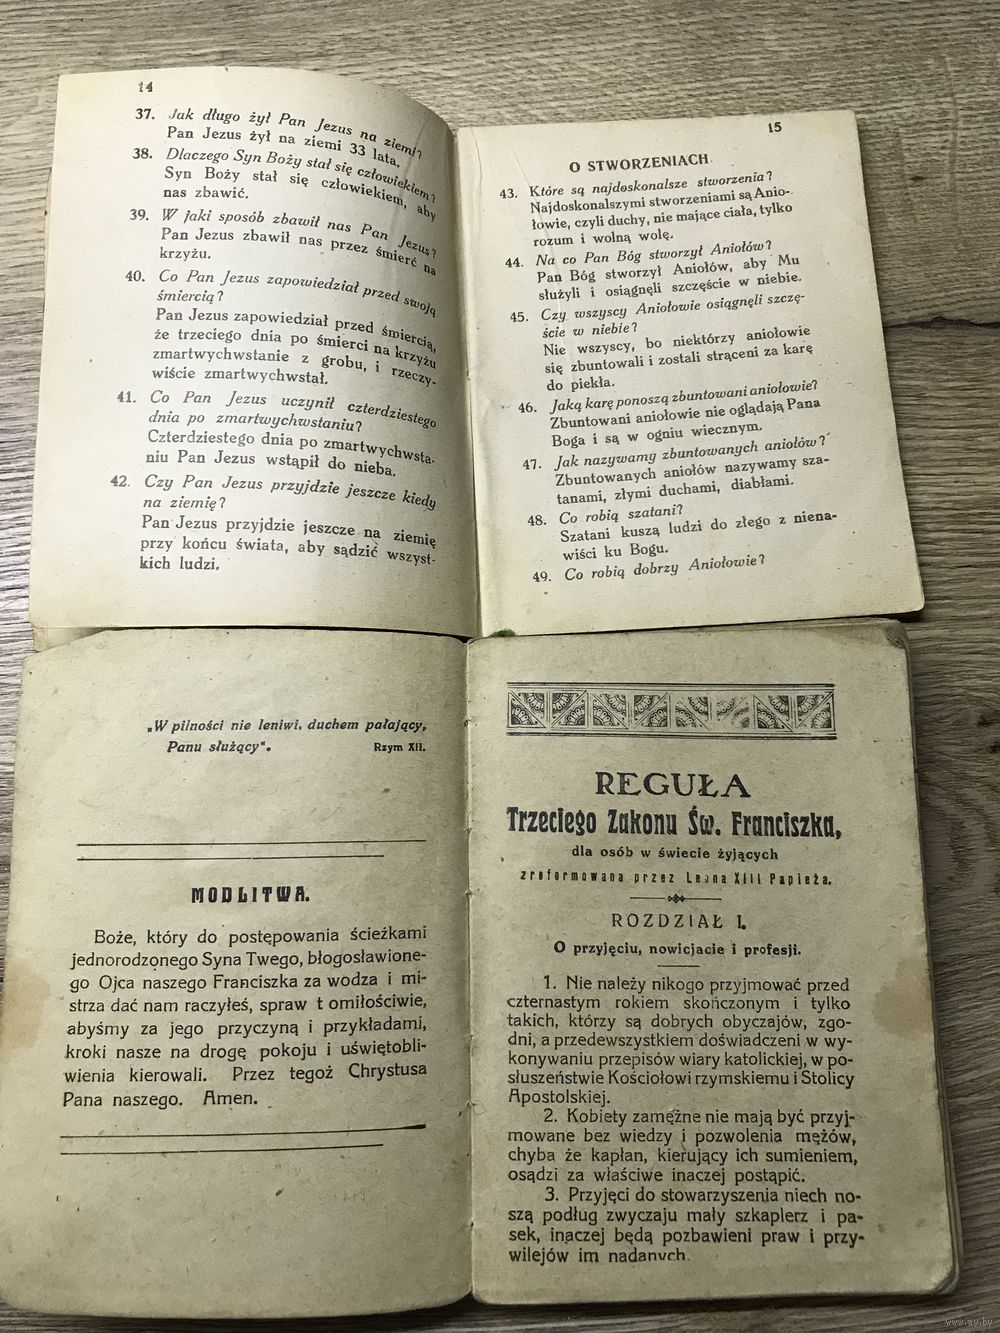 14
37. Jak długo żył Pan Jezus na ziemi?
Pan Jezus żył na ziemi 33 lata.
38. Dlaczego Syn Boży stał się człowiekiem?
Syn Boży stał się człowiekiem, aby
nas zbawić.
39. W jaki sposób zbawił nas Pan Jezus?
Pan Jezus zbawił nas przez śmierć na
krzyżu.
40. Co Pan Jezus zapowiedział przed swoją
śmiercią?
Pan Jezus zapowiedział przed śmiercią,
że trzeciego dnia po śmierci na krzyżu
zmartwychwstanie z grobu, i rzeczy-
wiście zmartwychwstał.
41. Co Pan Jezus uczynił czterdziestego
dnia po zmartwychwstaniu?
Czterdziestego dnia po zmartwychwsta-
niu Pan Jezus wstąpił do nieba.
42. Czy Pan Jezus przyjdzie jeszcze kiedy
na ziemię?
Pan Jezus przyjdzie jeszcze na ziemię
przy końcu świata, aby sądzić wszyst-
kich ludzi.
15
O STWORZENIACH.
43. Które są najdoskonalsze stworzenia?
Najdoskonalszymi stworzeniami są Anio-
łowie, czyli duchy, nie mające ciała, tylko
rozum i wolną wolę.
44. Na co Pan Bóg stworzył Aniołów?
Pan Bóg stworzył Aniołów, aby Mu
służyli i osiągnęli szczęście w niebie.
45. Czy wszyscy Aniołowie osiągnęli szczę-
ście w niebie?
Nie wszyscy, bo niektórzy aniołowie
się zbuntowali i zostali strąceni za karę
do piekła.
46. Jaką karę ponoszą zbuntowani aniołowie?
Zbuntowani aniołowie nie oglądają Pana
Boga i są w ogniu wiecznym.
47. Jak nazywamy zbuntowanych aniołów?
Zbuntowanych aniołów nazywamy sza-
tanami, złymi duchami, diabłami.
48. Co robią szatani?
Szatani kuszą ludzi do złego z niena-
wiści ku Bogu.
49. Co robią dobrzy Aniołowie?
„W pilności nie leniwi, duchem pałający,
Panu służący“. Rzym XII.
MODLITWA.
Boże, który do postępowania ścieżkami
jednorodzonego Syna Twego, błogosławione-
go Ojca naszego Franciszka za wodza i mi-
strza dać nam raczyłeś, spraw t omiłościwie,
abyśmy za jego przyczyną i przykładami,
kroki nasze na drogę pokoju i uświętobli-
wienia kierowali. Przez tegoż Chrystusa
Pana naszego. Amen.
REGUŁA
Trzeciego Zakonu Św. Franciszka,
dla osób w świecie żyjących
zreformowana przez Leona XIII Papieża.
ROZDZIAŁ I.
O przyjęciu, nowicjacie i profesji.
1. Nie należy nikogo przyjmować przed
czternastym rokiem skończonym i tylko
takich, którzy są dobrych obyczajów, zgo-
dni, a przedewszystkiem doświadczeni w wy-
konywaniu przepisów wiary katolickiej, w po-
słuszeństwie Kościołowi rzymskiemu i Stolicy
Apostolskiej.
2. Kobiety zamężne nie mają być przyj-
mowane bez wiedzy i pozwolenia mężów,
chyba że kapłan, kierujący ich sumieniem,
osądzi za właściwe inaczej postąpić.
3. Przyjęci do stowarzyszenia niech no-
szą podług zwyczaju mały szkaplerz i pa-
sek, inaczej będą pozbawieni praw i przy-
wilejów im nadanych.
www.ay.by